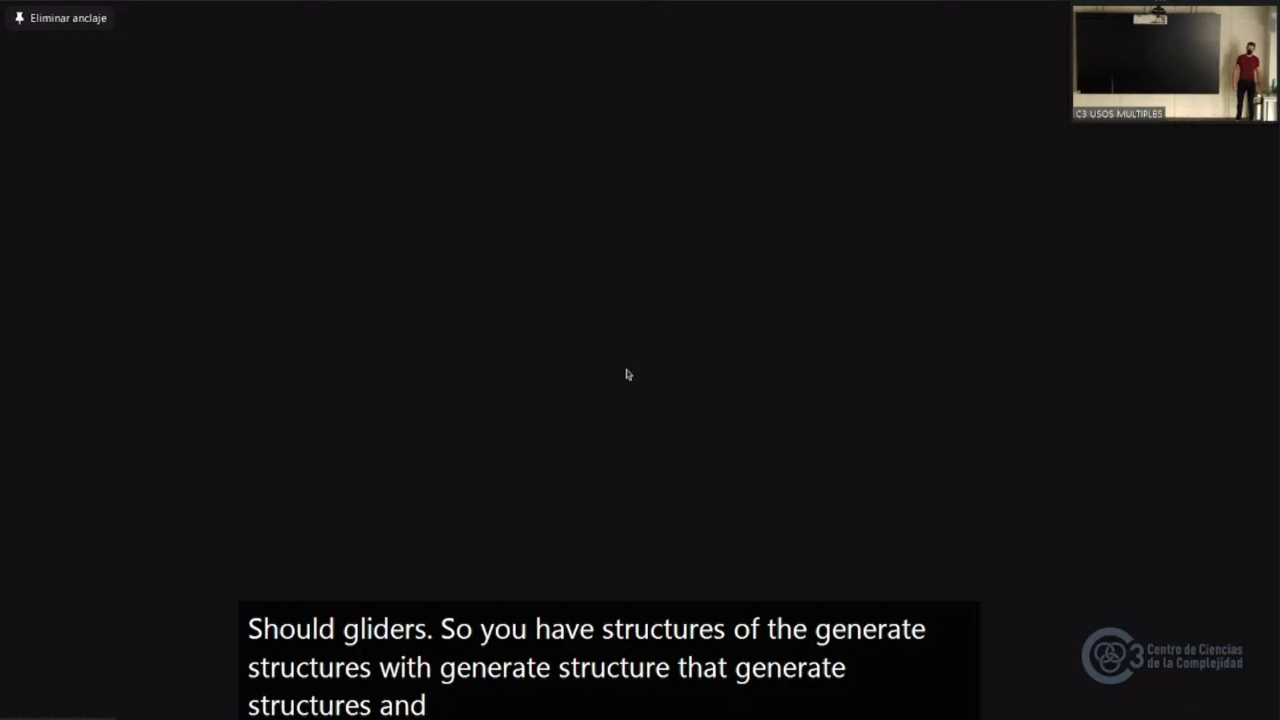 Eliminar anclaje
C3 USOS MULTIPLES
Should gliders. So you have structures of the generate
structures with generate structure that generate
structures and
3 Centro de Ciencias
de la Complejidad